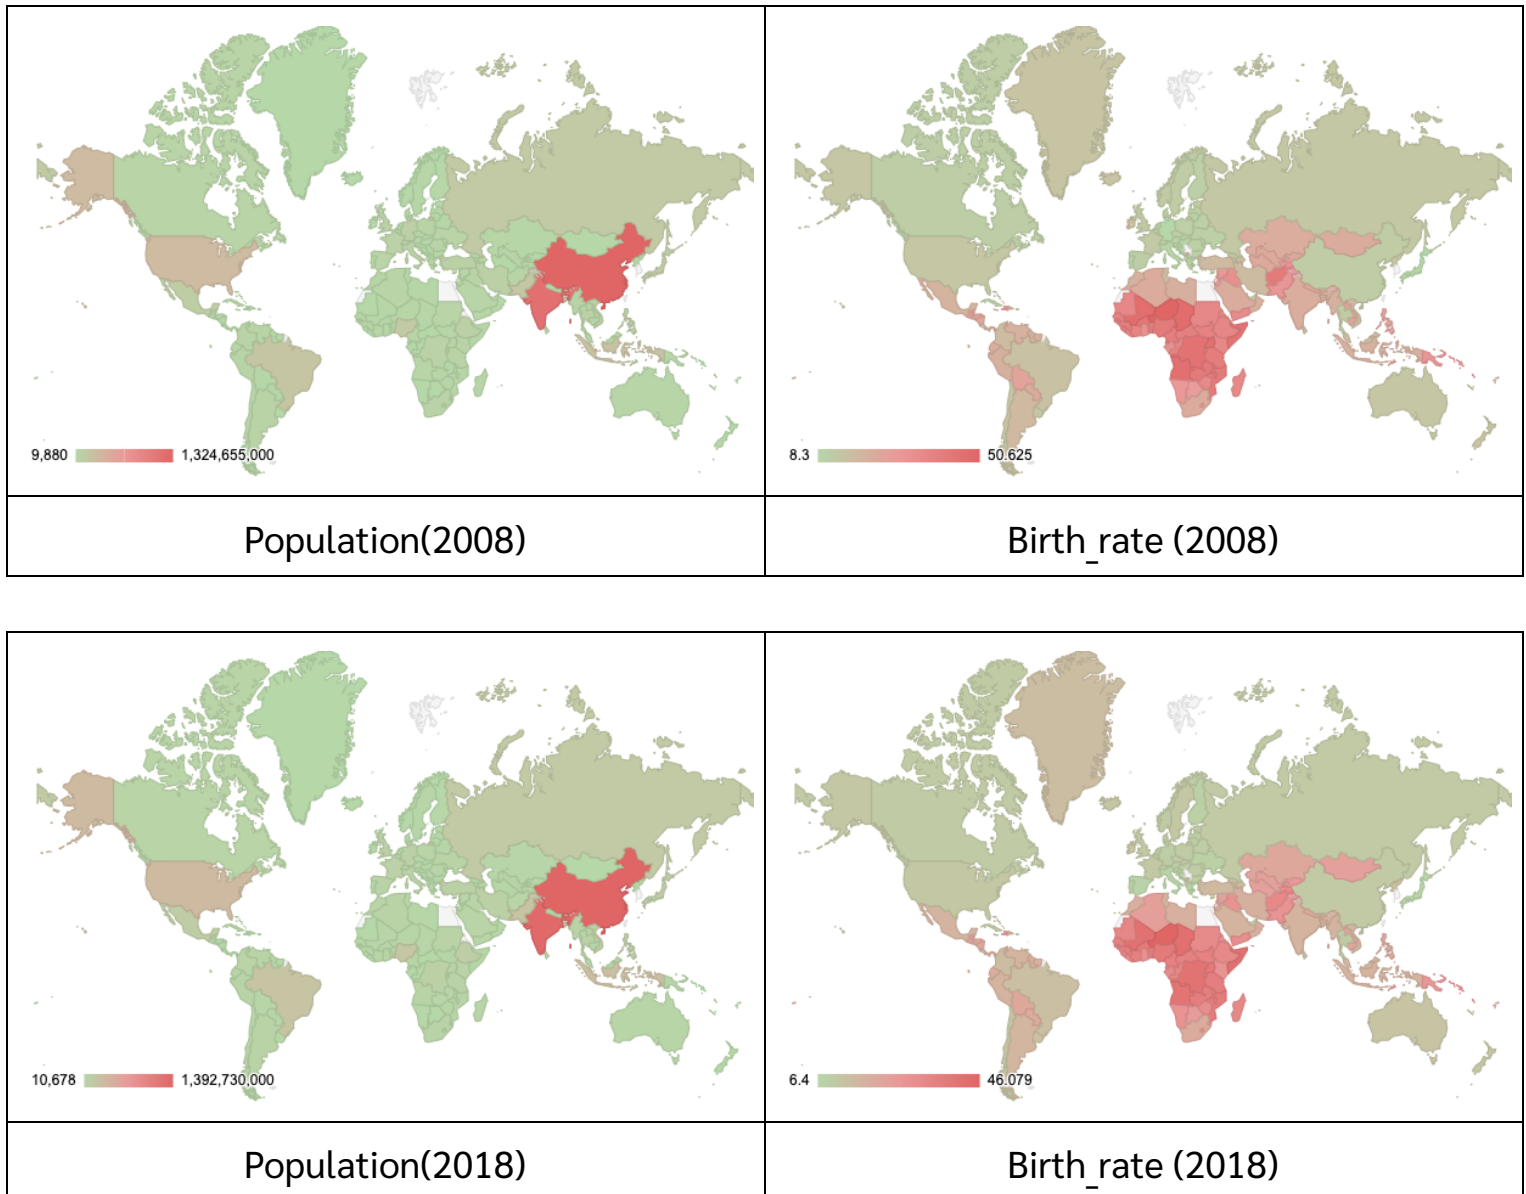 9,880 1,324,655,000
8.3 50.625
Population(2008)
Birth_rate (2008)
10,678 1,392,730,000
6.4 46.079
Population(2018)
Birth_rate (2018)